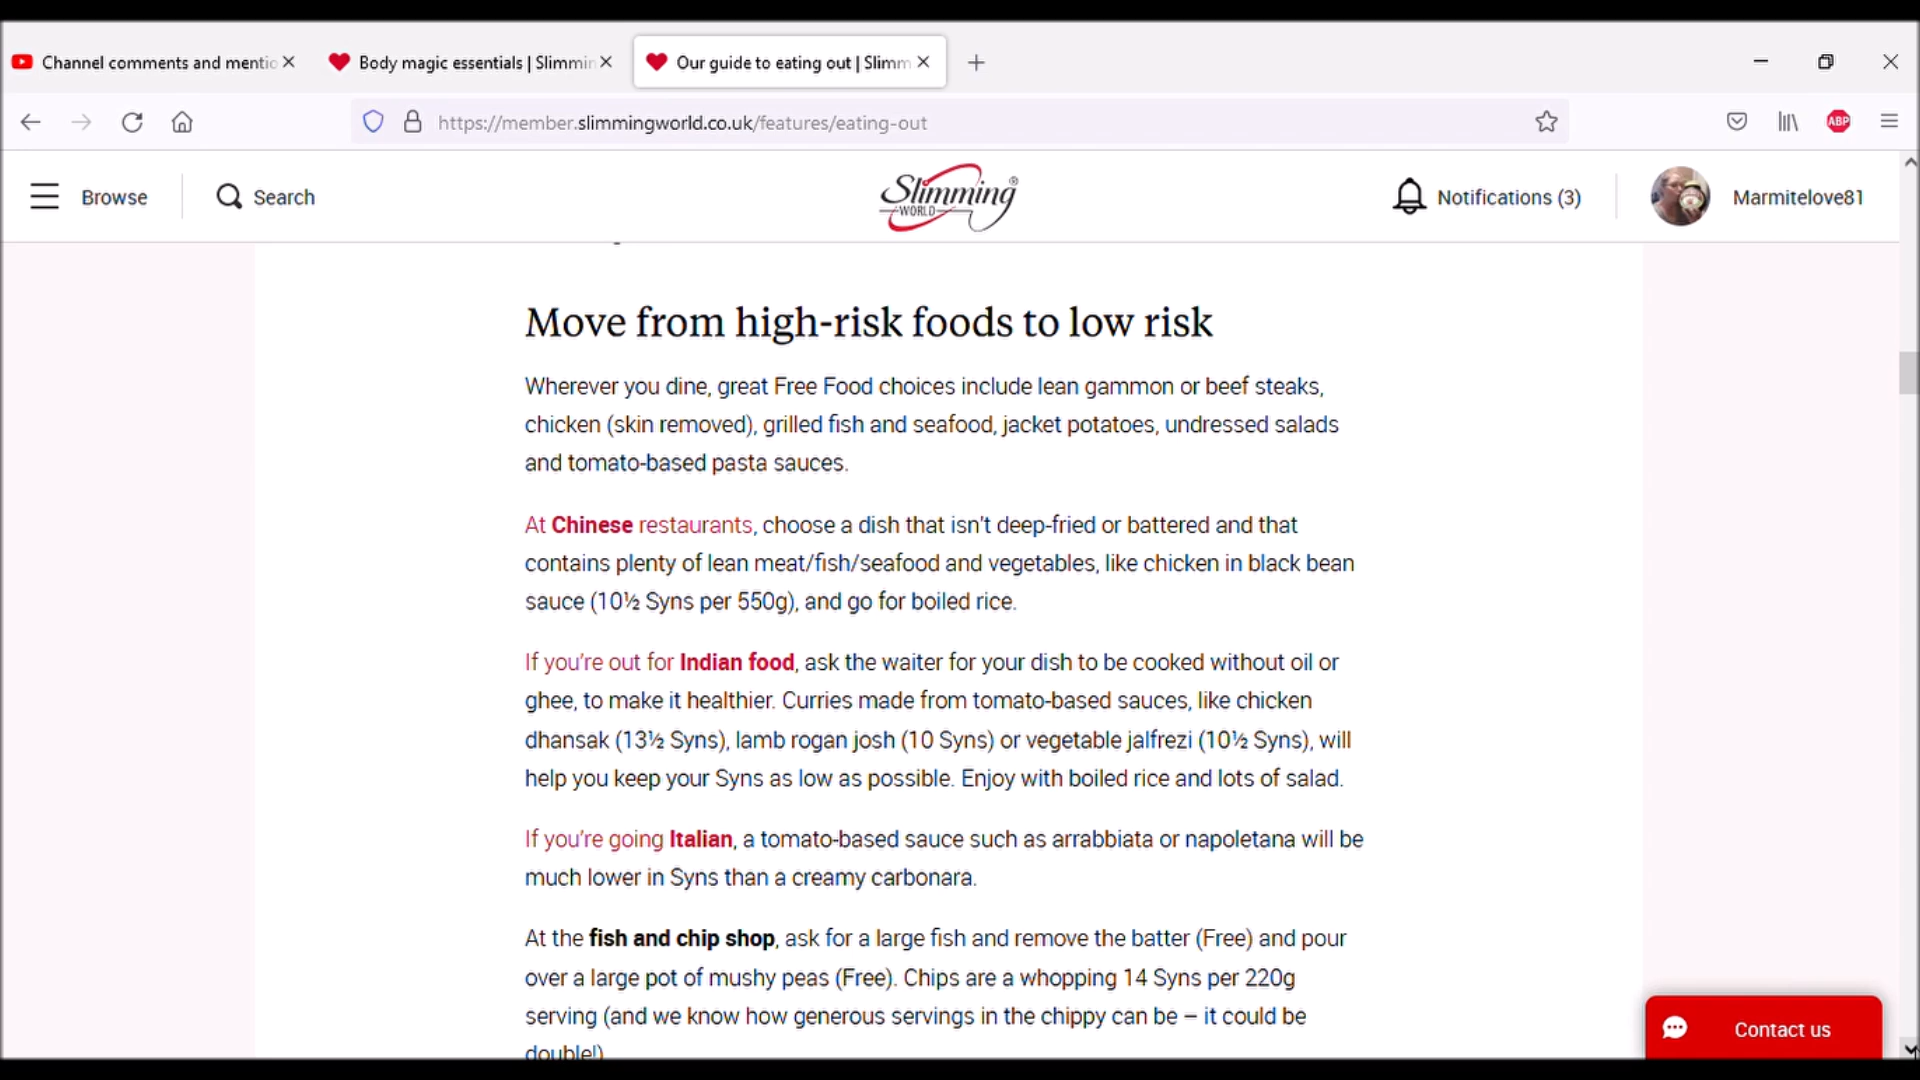 Channel comments and mentio
Body magic essentials | Slimmin
Our guide to eating out | Slimm
https://member.slimmingworld.co.uk/features/eating-out
ABP
Browse
Search
Slimming
WORLD
®
Notifications (3)
Marmitelove81
Move from high-risk foods to low risk
Wherever you dine, great Free Food choices include lean gammon or beef steaks,
chicken (skin removed), grilled fish and seafood, jacket potatoes, undressed salads
and tomato-based pasta sauces.
At Chinese restaurants, choose a dish that isn't deep-fried or battered and that
contains plenty of lean meat/fish/seafood and vegetables, like chicken in black bean
sauce (10½ Syns per 550g), and go for boiled rice.
If you're out for Indian food, ask the waiter for your dish to be cooked without oil or
ghee, to make it healthier. Curries made from tomato-based sauces, like chicken
dhansak (13½ Syns), lamb rogan josh (10 Syns) or vegetable jalfrezi (10½ Syns), will
help you keep your Syns as low as possible. Enjoy with boiled rice and lots of salad.
If you're going Italian, a tomato-based sauce such as arrabbiata or napoletana will be
much lower in Syns than a creamy carbonara.
At the fish and chip shop, ask for a large fish and remove the batter (Free) and pour
over a large pot of mushy peas (Free). Chips are a whopping 14 Syns per 220g
serving (and we know how generous servings in the chippy can be – it could be
double!)
Contact us